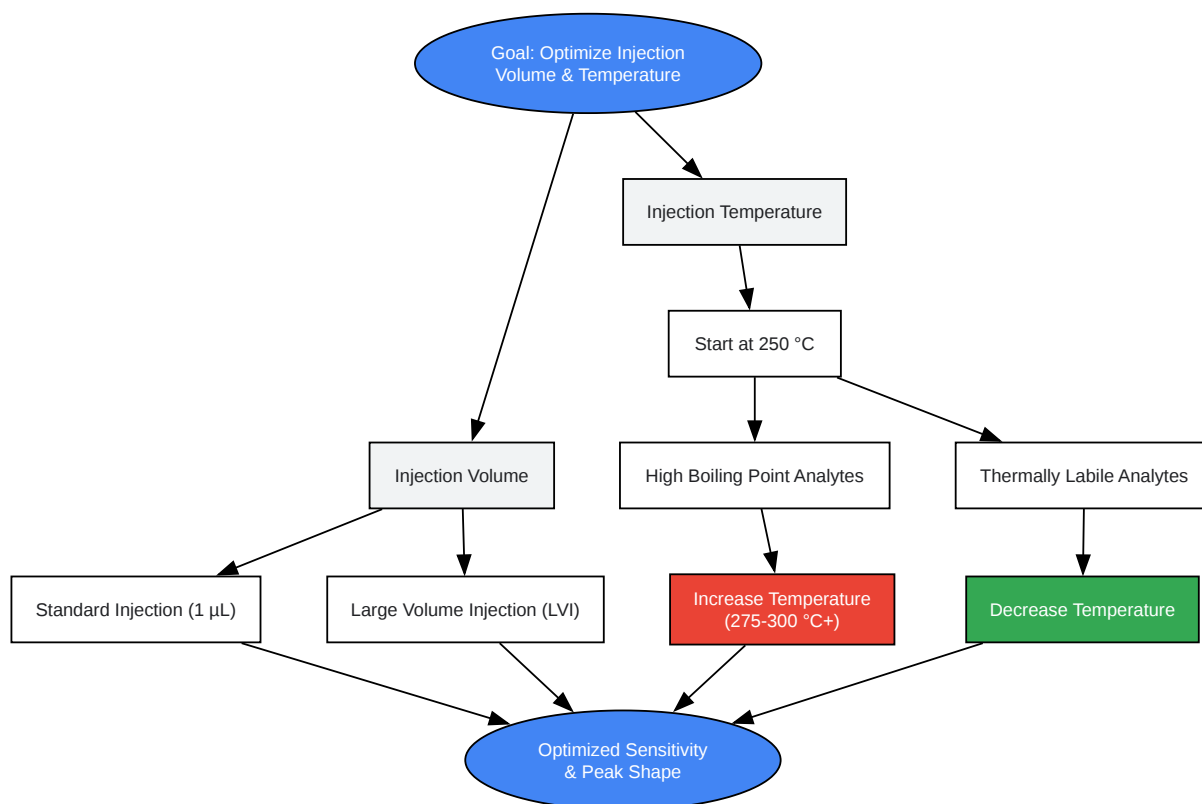 Goal: Optimize Injection
Volume & Temperature
Injection Temperature
Start at 250 °C
Injection Volume
High Boiling Point Analytes
Thermally Labile Analytes
Standard Injection (1 µL)
Large Volume Injection (LVI)
Increase Temperature
(275-300 °C+)
Decrease Temperature
Optimized Sensitivity
& Peak Shape